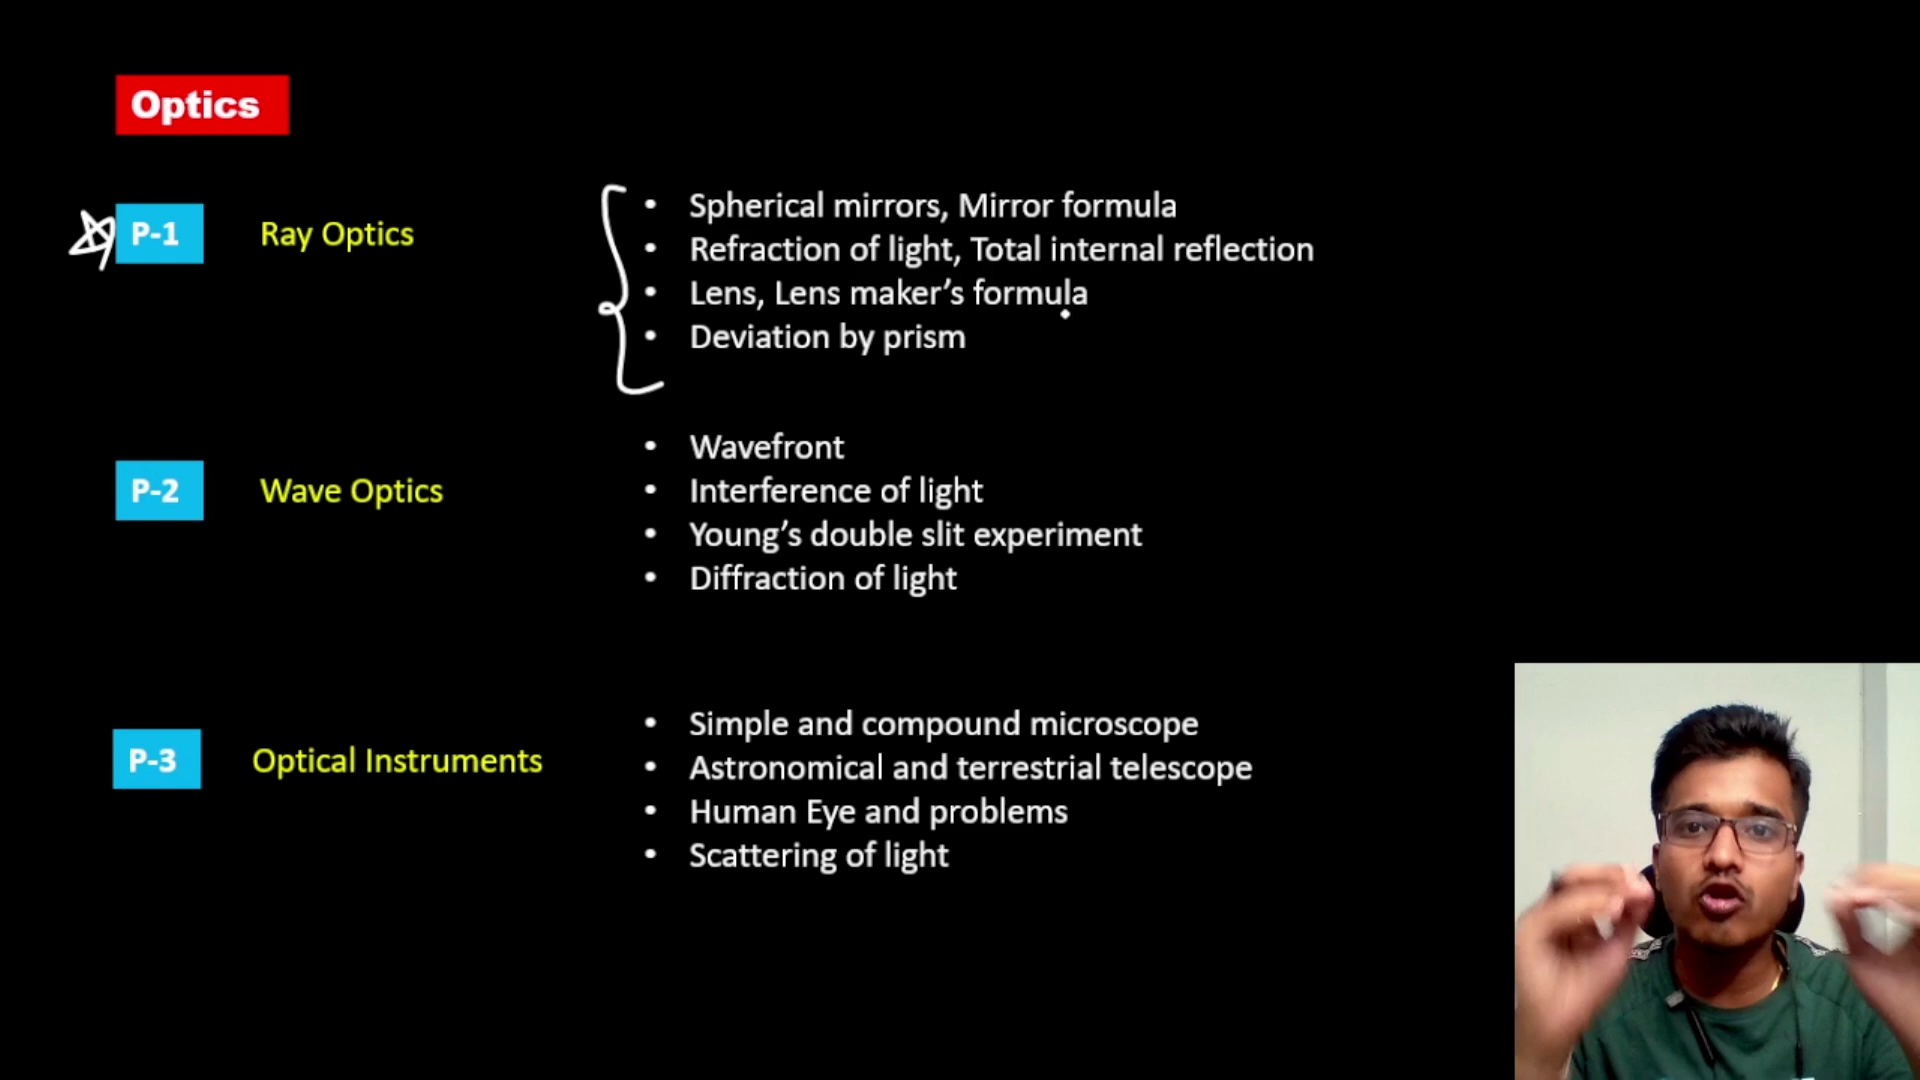 Optics
P-1
Ray Optics
• Spherical mirrors, Mirror formula
• Refraction of light, Total internal reflection
• Lens, Lens maker’s formula
• Deviation by prism
P-2
Wave Optics
• Wavefront
• Interference of light
• Young’s double slit experiment
• Diffraction of light
P-3
Optical Instruments
• Simple and compound microscope
• Astronomical and terrestrial telescope
• Human Eye and problems
• Scattering of light